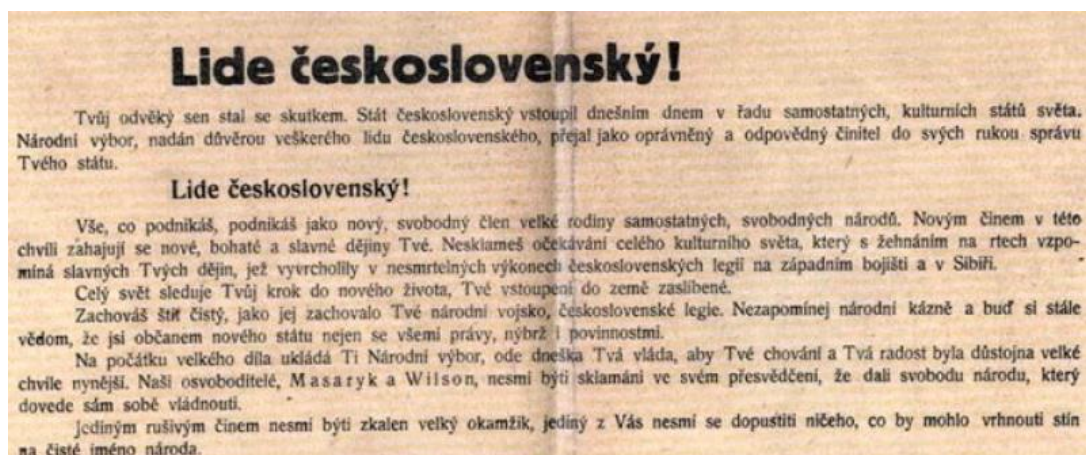 Lide československý!
Tvůj odvěký sen stal se skutkem. Stát československý vstoupil dnešním dnem v řadu samostatných, kulturních států světa.
Národní výbor, nadán důvěrou veškerého lidu československého, přejal jako oprávněný a odpovědný činitel do svých rukou správu
Tvého státu.
Lide československý!
Vše, co podnikáš, podnikáš jako nový, svobodný člen velké rodiny samostatných, svobodných národů. Novým činem v této
chvíli zahajují se nové, bohaté a slavné dějiny Tvé. Neskĺameš očekávání celého kulturního světa, který s žehnáním na rtech vzpo-
míná slavných Tvých dějin, jež vyvrcholily v nesmrtelných výkonech československých legií na západním bojišti a v Sibiři.
Celý svět sleduje Tvůj krok do nového života, Tvé vstoupení do země zaslíbené.
Zachováš štít čistý, jako jej zachovalo Tvé národní vojsko, československé legie. Nezapomínej národní kázně a buď si stále
vědom, že jsi občanem nového státu nejen se všemi právy, nýbrž i povinnostmi.
Na počátku velkého díla ukládá Ti Národní výbor, ode dneška Tvá vláda, aby Tvé chování a Tvá radost byla důstojna velké
chvíle nynější. Naši osvoboditelé, Masaryk a Wilson, nesmí býti sklamáni ve svém přesvědčení, že dali svobodu národu, který
dovede sám sobě vládnouti.
Jediným rušivým činem nesmí býti zkalen velký okamžik, jediný z Vás nesmí se dopustiti ničeho, co by mohlo vrhnouti stín
na čisté jméno národa.